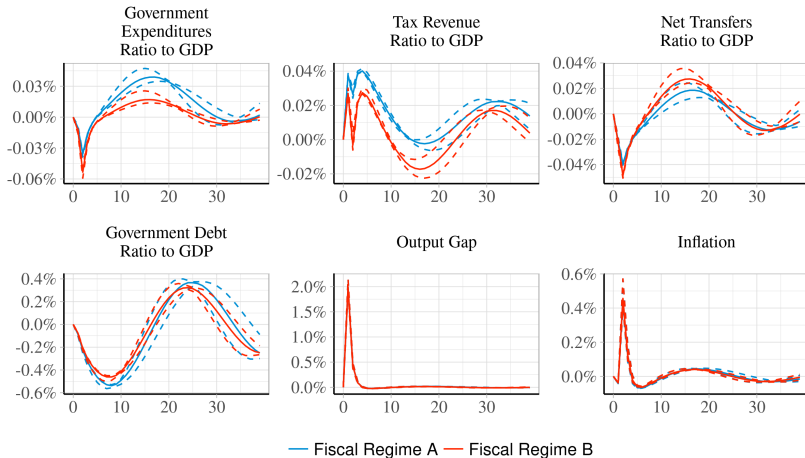 Government
Expenditures
Ratio to GDP
0.03%
0.00%
-0.03%
-0.06%
0 10 20 30
Tax Revenue
Ratio to GDP
0.04%
0.02%
0.00%
-0.02%
0 10 20 30
Net Transfers
Ratio to GDP
0.04%
0.02%
0.00%
-0.02%
-0.04%
0 10 20 30
Government Debt
Ratio to GDP
0.4%
0.2%
0.0%
-0.2%
-0.4%
-0.6%
0 10 20 30
Output Gap
2.0%
1.5%
1.0%
0.5%
0.0%
0 10 20 30
Inflation
0.6%
0.4%
0.2%
0.0%
0 10 20 30
Fiscal Regime A Fiscal Regime B